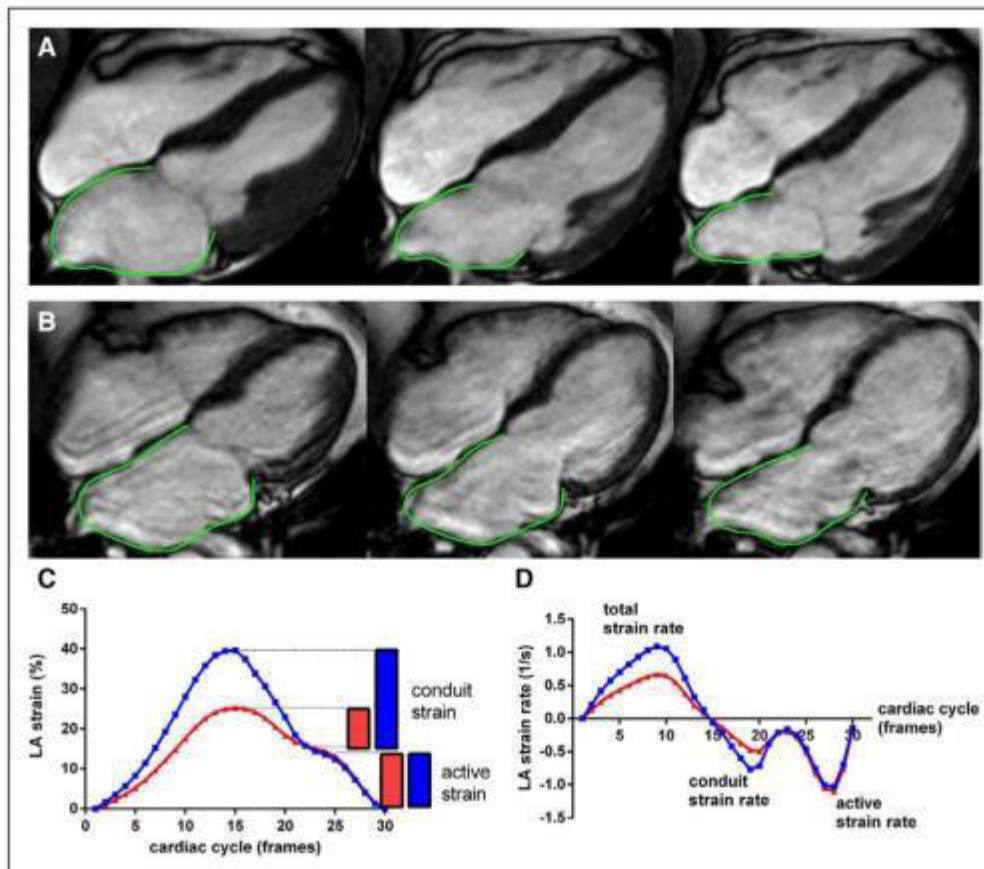 A
B
C
D
50
40
30
20
10
0
LA strain (%)
0
5
10
15
20
25
30
cardiac cycle (frames)
conduit
strain
active
strain
1.5
1.0
0.5
0.0
-0.5
-1.0
-1.5
LA strain rate (1/s)
total
strain rate
cardiac cycle
(frames)
5
10
15
20
25
30
conduit
strain rate
active
strain rate